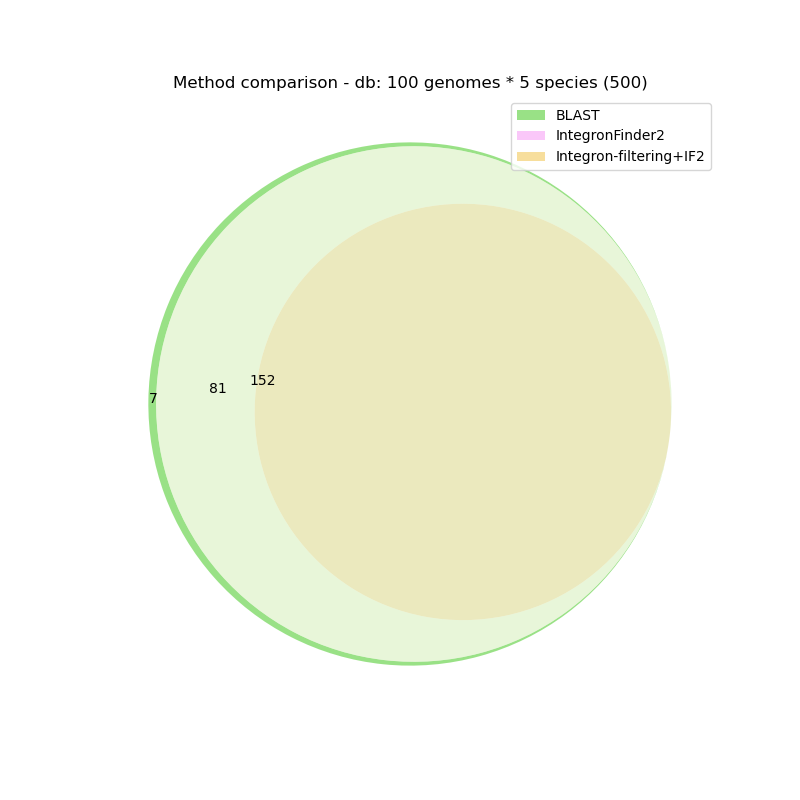 Method comparison - db: 100 genomes * 5 species (500)
BLAST
IntegronFinder2
Integron-filtering+IF2
152
81
7